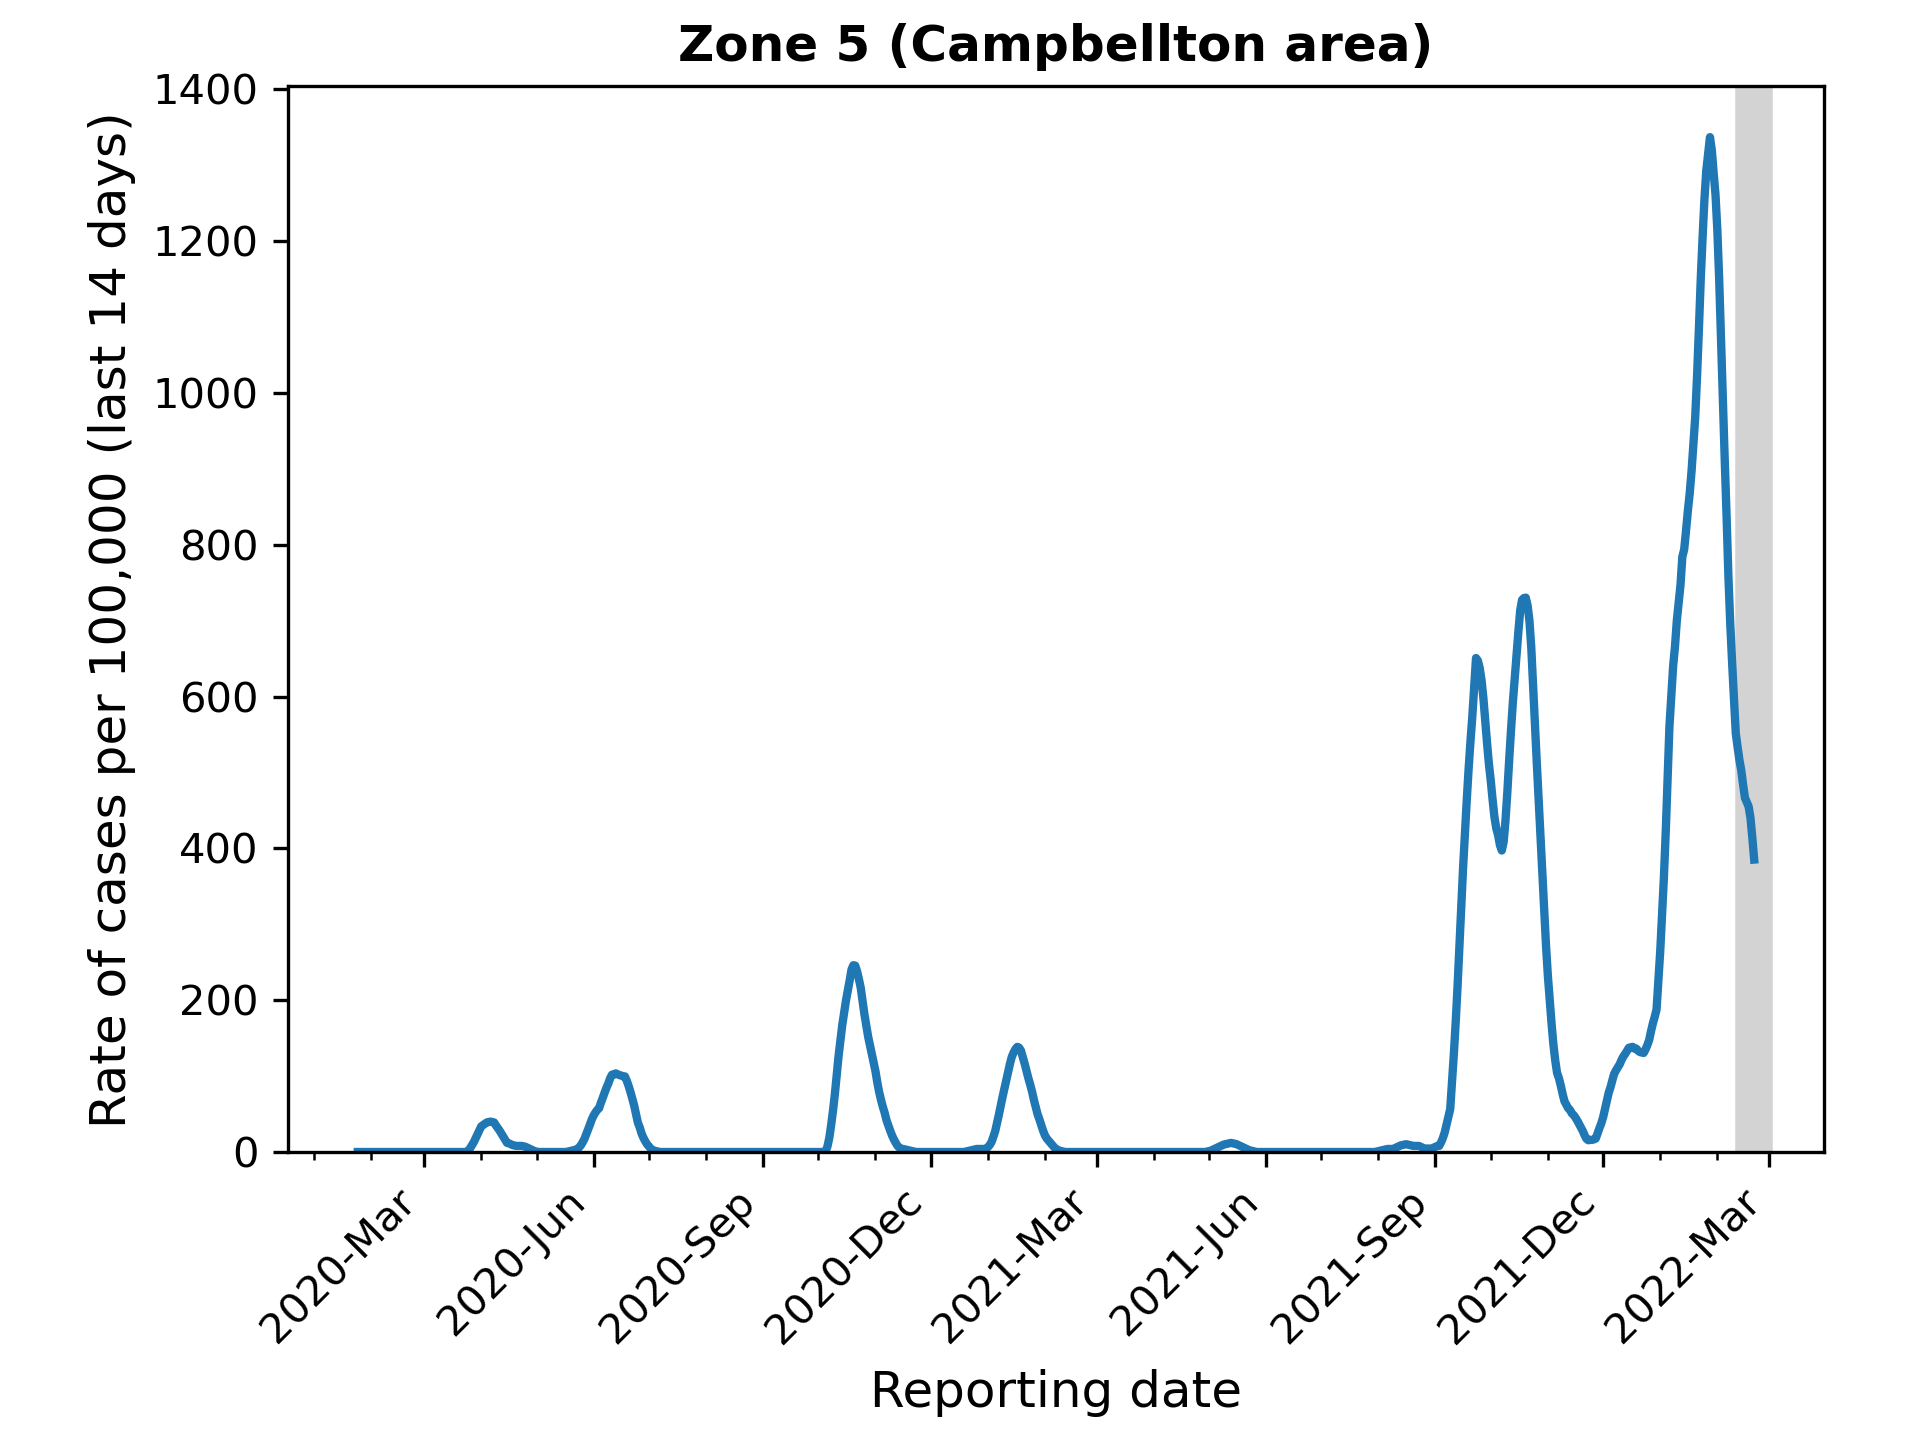 Zone 5 (Campbellton area)
Rate of cases per 100,000 (last 14 days)
1400
1200
1000
800
600
400
200
0
2020-Mar
2020-Jun
2020-Sep
2020-Dec
2021-Mar
2021-Jun
2021-Sep
2021-Dec
2022-Mar
Reporting date